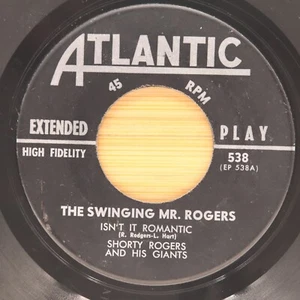 ATLANTIC
45 RPM
EXTENDED PLAY
HIGH FIDELITY 538
(EP 538A)
THE SWINGING MR. ROGERS
ISN'T IT ROMANTIC
(R. Rodgers-L. Hart)
SHORTY ROGERS
AND HIS GIANTS